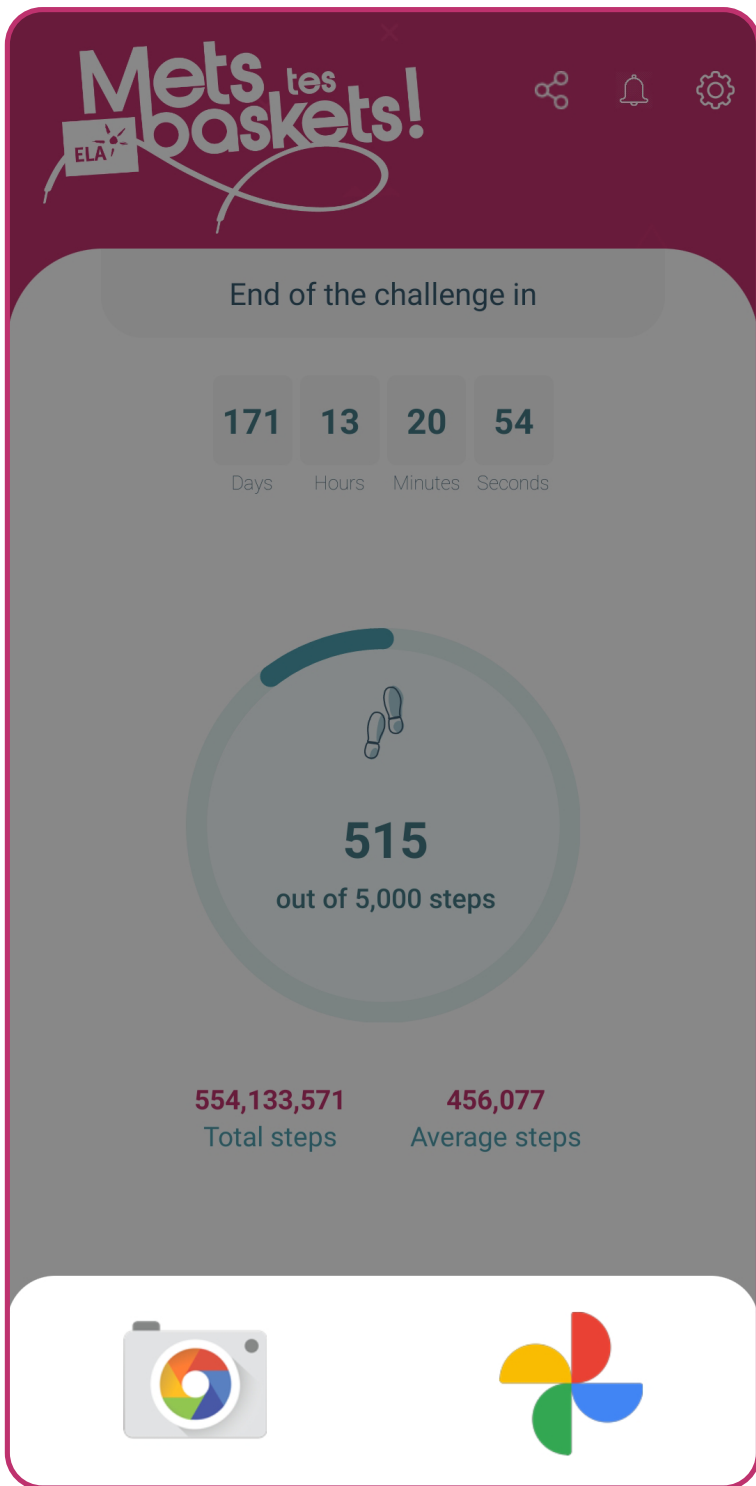 Mets tes
baskets!
ELA
End of the challenge in
171 13 20 54
Days Hours Minutes Seconds
515
out of 5,000 steps
554,133,571 456,077
Total steps Average steps